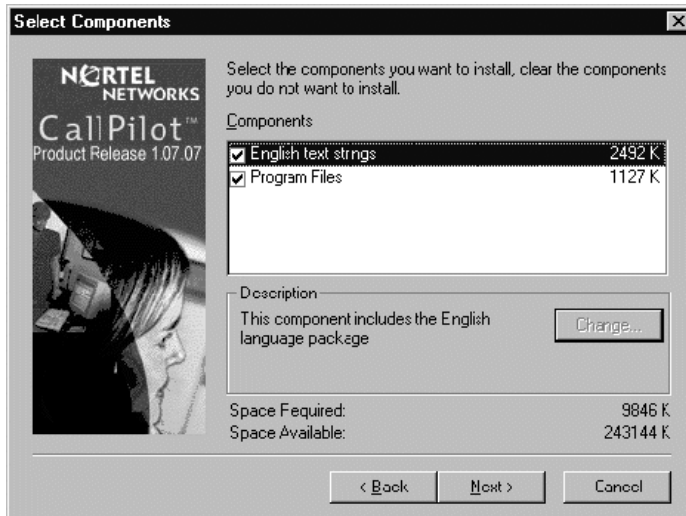 Select Components
NORTEL
NETWORKS
CallPilot™
Product Release 1.07.07
Select the components you want to install, clear the components
you do not want to install.
Components
English text strings 2492 K
Program Files 1127 K
Description
This component includes the English
language package
Change...
Space Required: 9846 K
Space Available: 243144 K
< Back
Next >
Cancel